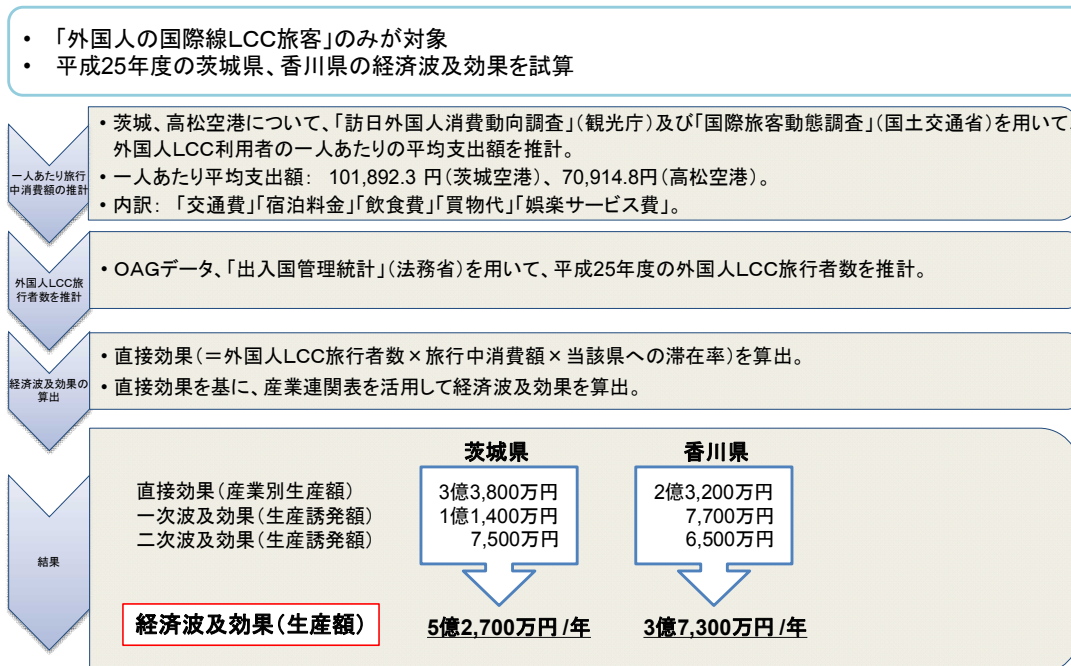 • 「外国人の国際線LCC旅客」のみが対象
• 平成25年度の茨城県、香川県の経済波及効果を試算
一人あたり旅行
中消費額の推計
• 茨城、高松空港について、「訪日外国人消費動向調査」(観光庁)及び「国際旅客動態調査」(国土交通省)を用いて、
外国人LCC利用者の一人あたりの平均支出額を推計。
• 一人あたり平均支出額: 101,892.3 円(茨城空港)、70,914.8円(高松空港)。
• 内訳: 「交通費」「宿泊料金」「飲食費」「買物代」「娯楽サービス費」。
外国人LCC旅
行者数を推計
• OAGデータ、「出入国管理統計」(法務省)を用いて、平成25年度の外国人LCC旅行者数を推計。
経済波及効果の
算出
• 直接効果(=外国人LCC旅行者数×旅行中消費額×当該県への滞在率)を算出。
• 直接効果を基に、産業連関表を活用して経済波及効果を算出。
結果
茨城県 香川県
直接効果(産業別生産額) 3億3,800万円 2億3,200万円
一次波及効果(生産誘発額) 1億1,400万円 7,700万円
二次波及効果(生産誘発額) 7,500万円 6,500万円
経済波及効果(生産額) 5億2,700万円 /年 3億7,300万円 /年